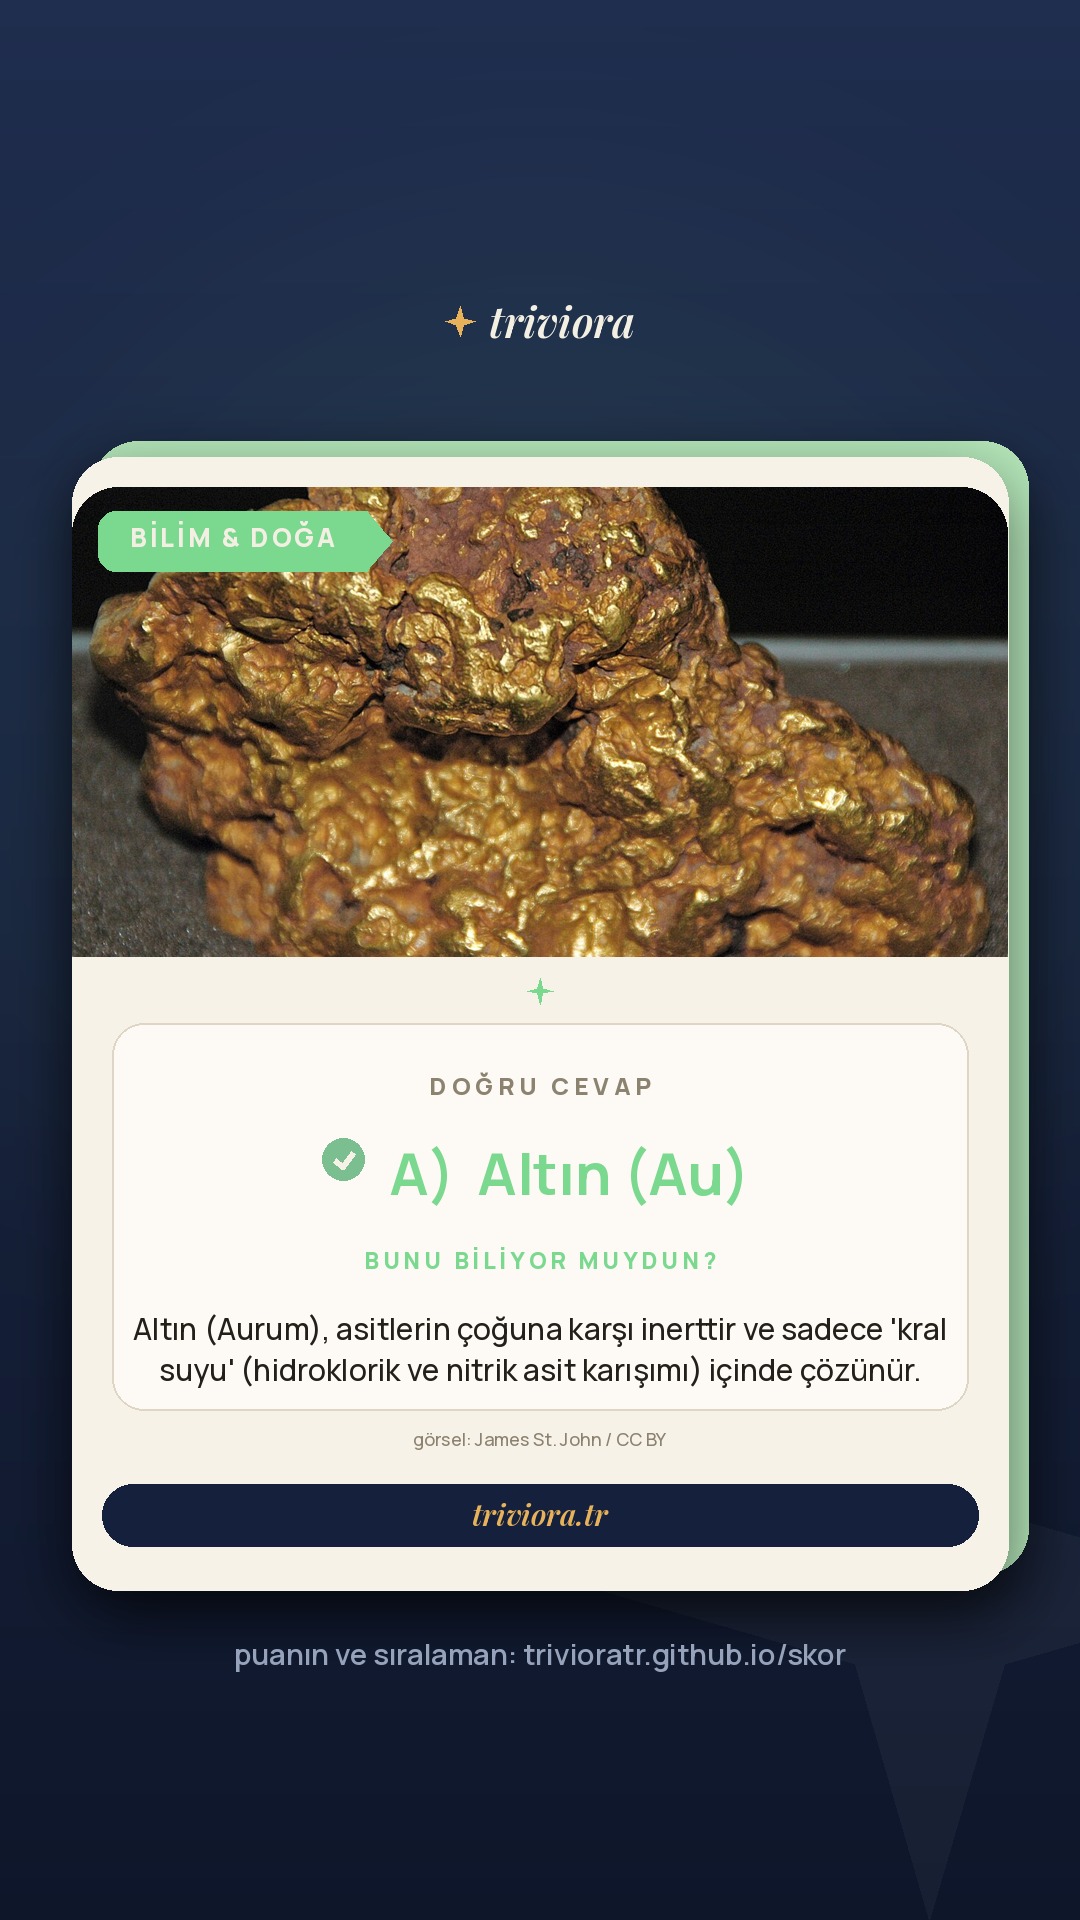 triviora
BİLİM & DOĞA
DOĞRU CEVAP
A) Altın (Au)
BUNU BİLİYOR MUYDUN?
Altın (Aurum), asitlerin çoğuna karşı inerttir ve sadece 'kral
suyu' (hidroklorik ve nitrik asit karışımı) içinde çözünür.
görsel: James St. John / CC BY
triviora.tr
puanın ve sıralaman: trivioratr.github.io/skor